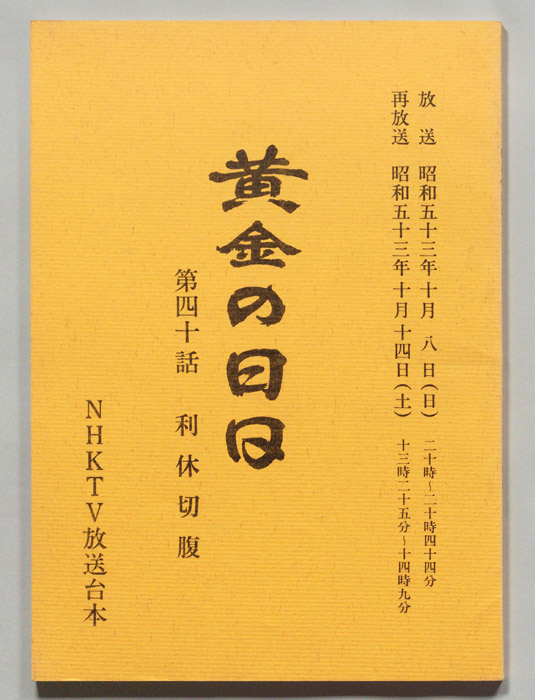 放送 昭和五十三年十月 八 日(日) 二十時~二十時四十四分
再放送 昭和五十三年十月十四日(土) 十三時二十五分~十四時九分
黄金の日日
第四十話 利休切腹
NHKTV放送台本